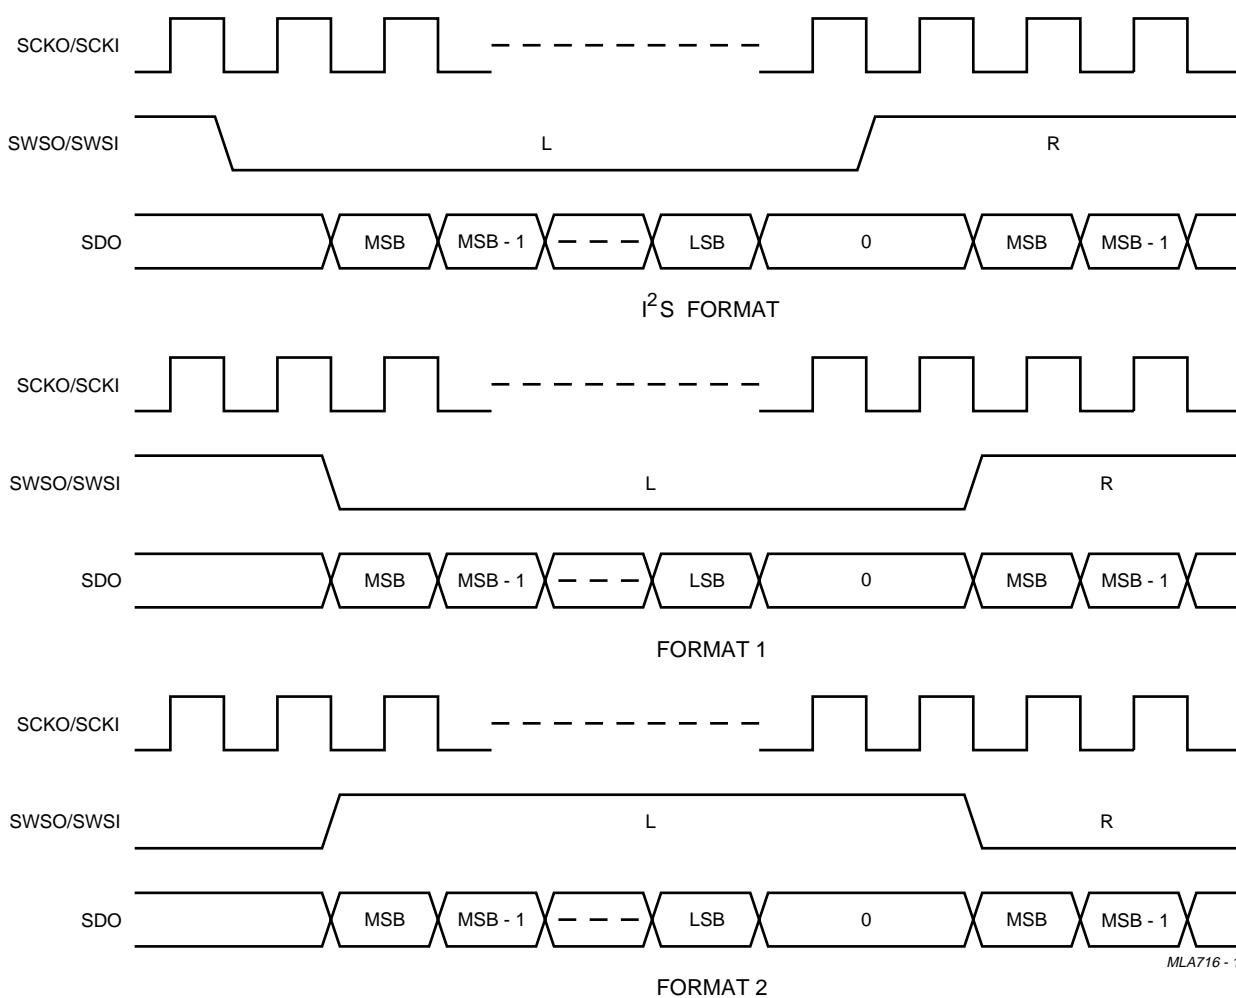 SCKO/SCKI
SWSO/SWSI L R
SDO MSB MSB - 1 LSB 0 MSB MSB - 1
I²S FORMAT
SCKO/SCKI
SWSO/SWSI L R
SDO MSB MSB - 1 LSB 0 MSB MSB - 1
FORMAT 1
SCKO/SCKI
SWSO/SWSI L R
SDO MSB MSB - 1 LSB 0 MSB MSB - 1
MLA716 - 1
FORMAT 2